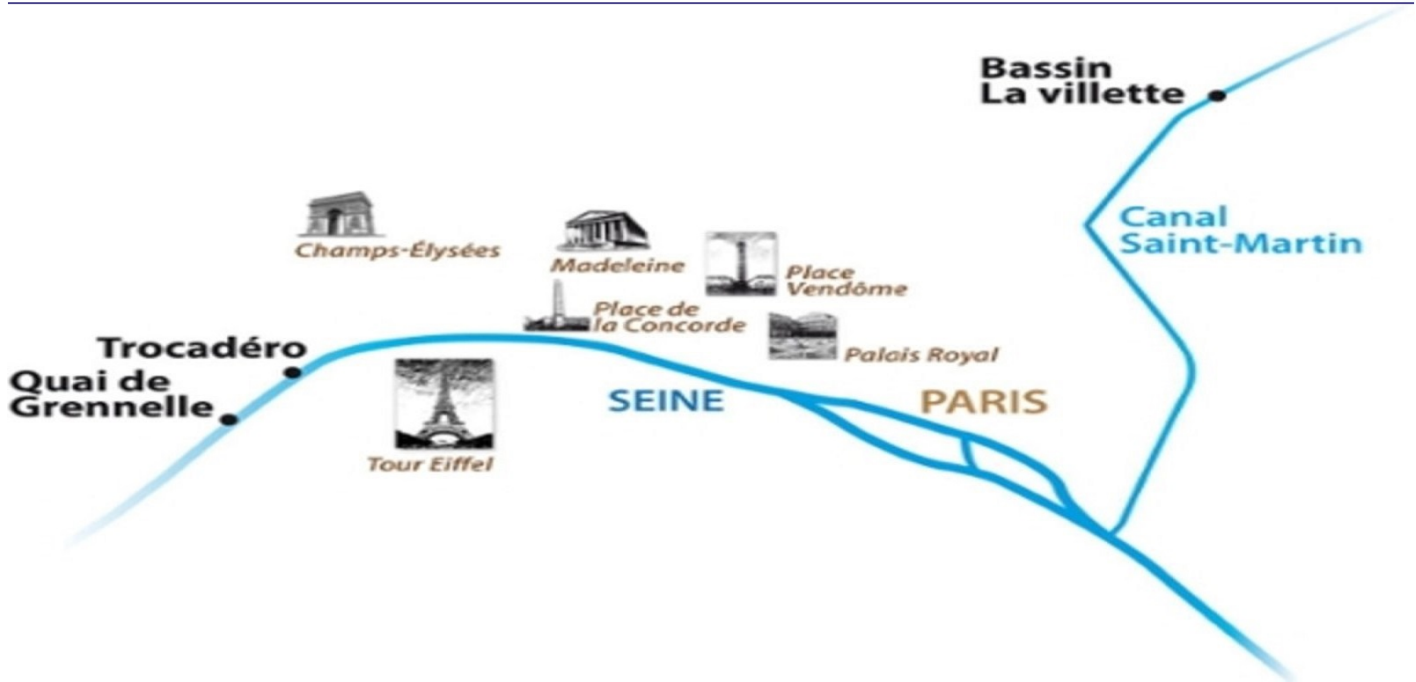 Bassin
La villette
Canal
Saint-Martin
Champs-Élysées
Madeleine
Place
Vendôme
Place de
la Concorde
Trocadéro
Palais Royal
Quai de
Grennelle
SEINE
PARIS
Tour Eiffel